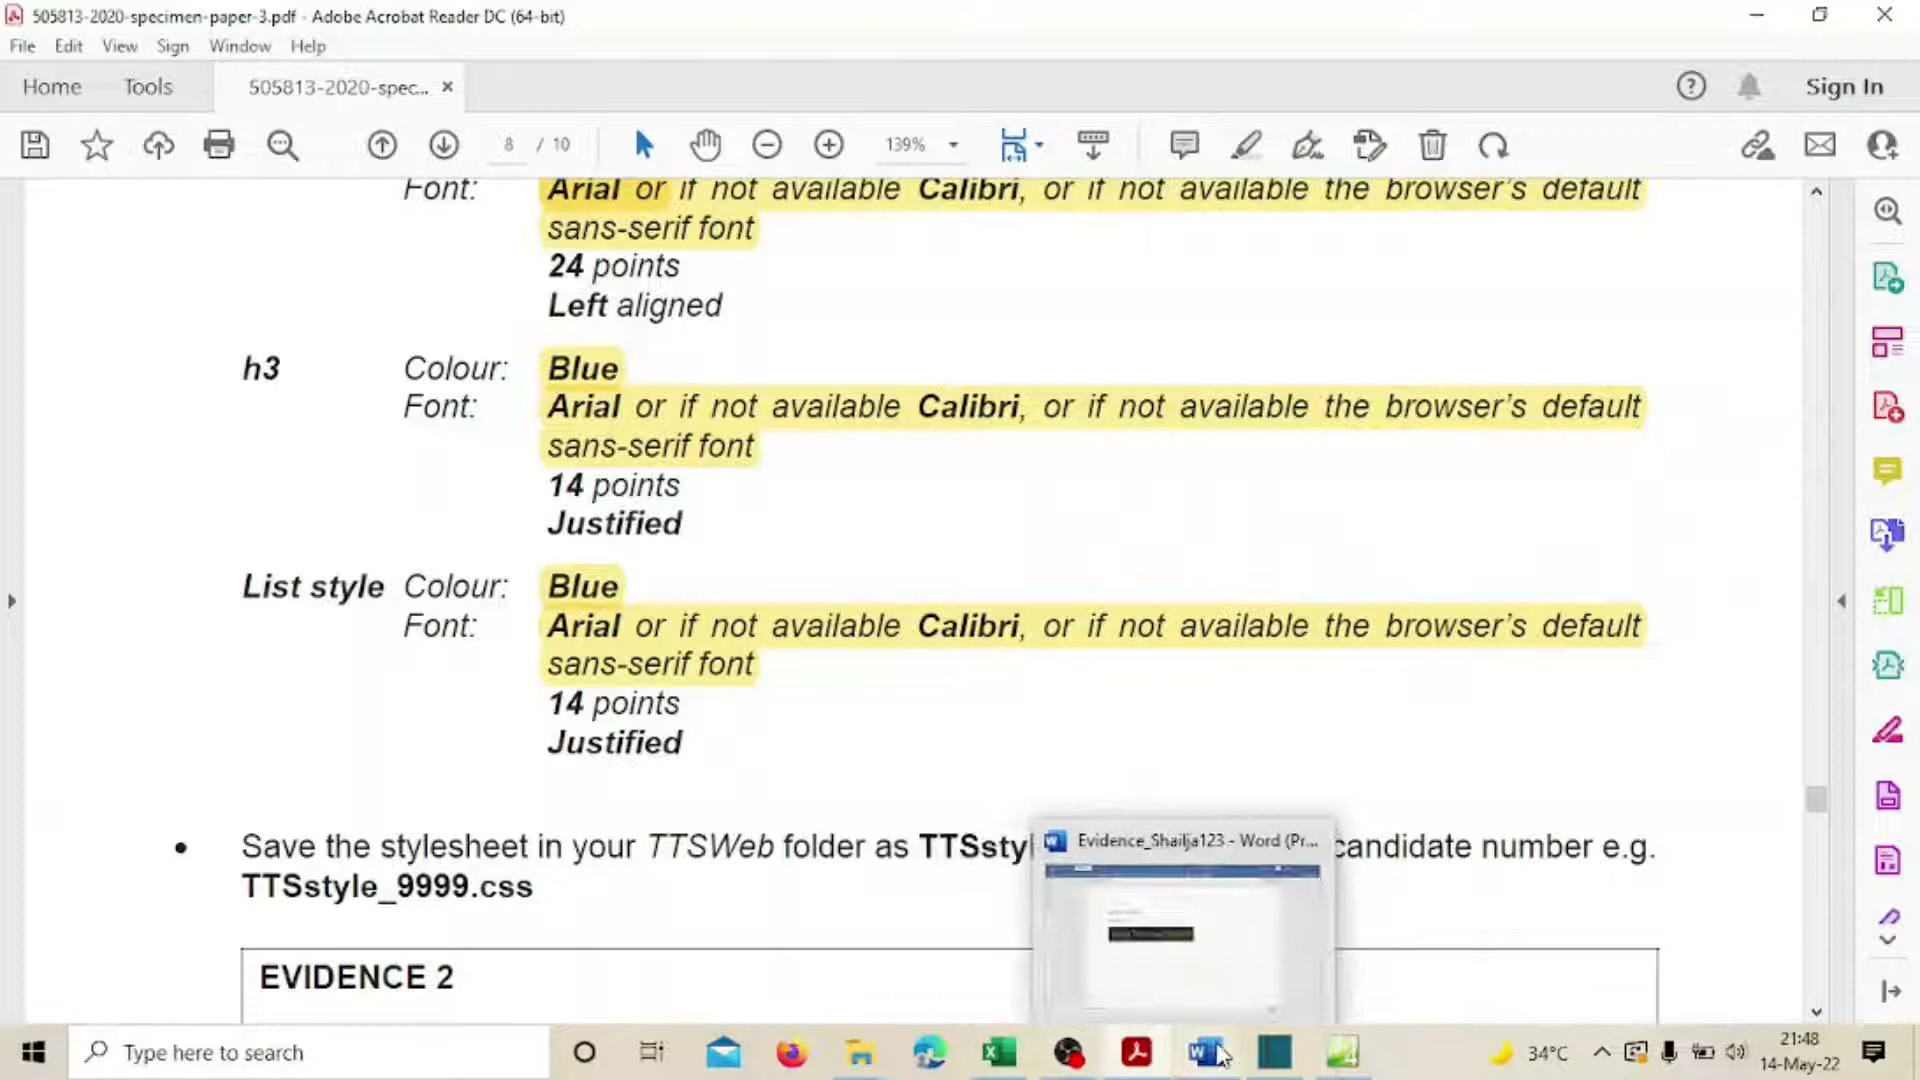 505813-2020-specimen-paper-3.pdf - Adobe Acrobat Reader DC (64-bit)
File Edit View Sign Window Help
Home Tools 505813-2020-spec... × Sign In
8 / 10 139%
Font: Arial or if not available Calibri, or if not available the browser's default
sans-serif font
24 points
Left aligned
h3 Colour: Blue
Font: Arial or if not available Calibri, or if not available the browser's default
sans-serif font
14 points
Justified
List style Colour: Blue
Font: Arial or if not available Calibri, or if not available the browser's default
sans-serif font
14 points
Justified
• Save the stylesheet in your TTSWeb folder as TTSsty candidate number e.g.
TTSstyle_9999.css
Evidence_Shailja123 - Word (Pr...
EVIDENCE 2
Type here to search
34°C
21:48
14-May-22